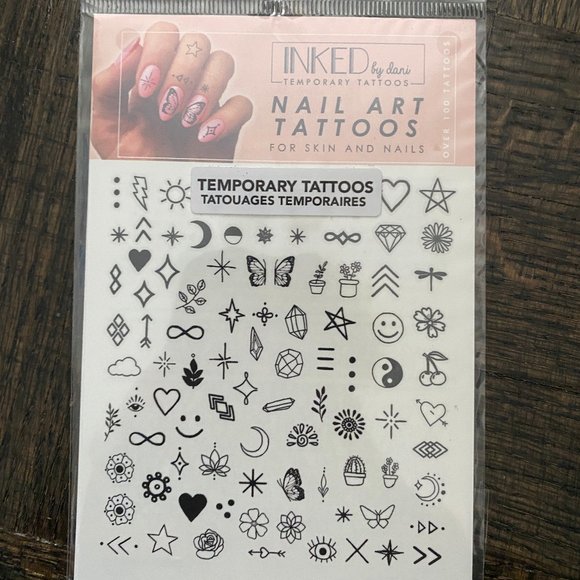 INKED by dani
TEMPORARY TATTOOS
NAIL ART
TATTOOS
FOR SKIN AND NAILS
OVER 100 TATTOOS
TEMPORARY TATTOOS
TATOUAGES TEMPORAIRES